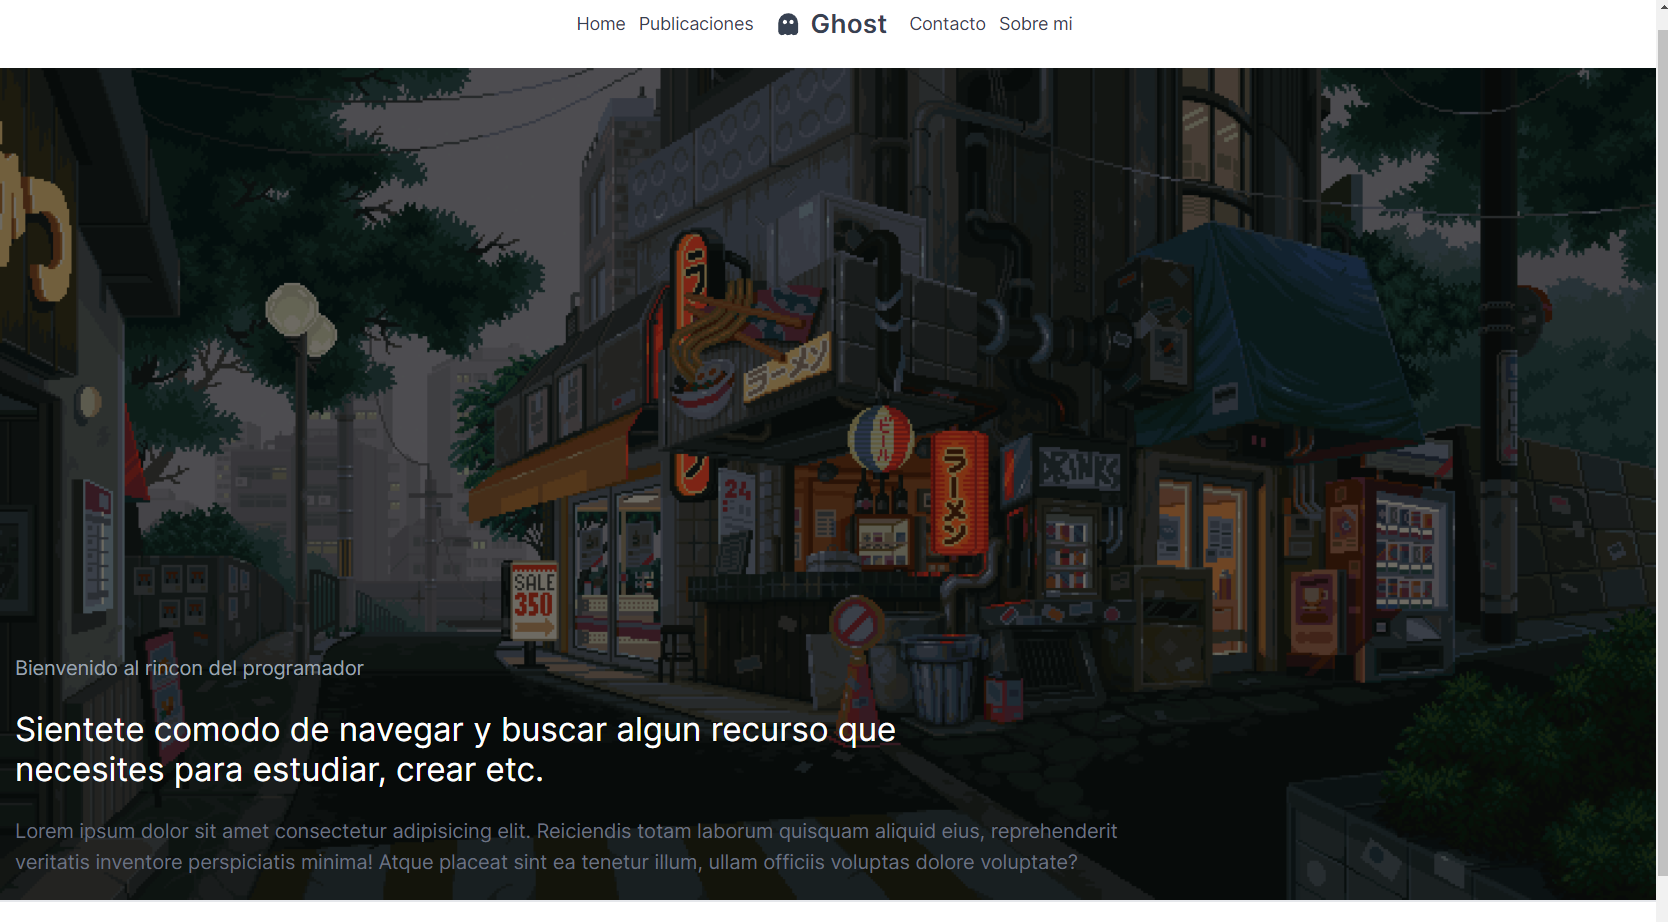 Home Publicaciones Ghost Contacto Sobre mi
ラーメン
ビール
ラーメン
24
DRINKS
SALE
350
Bienvenido al rincon del programador
Sientete comodo de navegar y buscar algun recurso que
necesites para estudiar, crear etc.
Lorem ipsum dolor sit amet consectetur adipisicing elit. Reiciendis totam laborum quisquam aliquid eius, reprehenderit
veritatis inventore perspiciatis minima! Atque placeat sint ea tenetur illum, ullam officiis voluptas dolore voluptate?